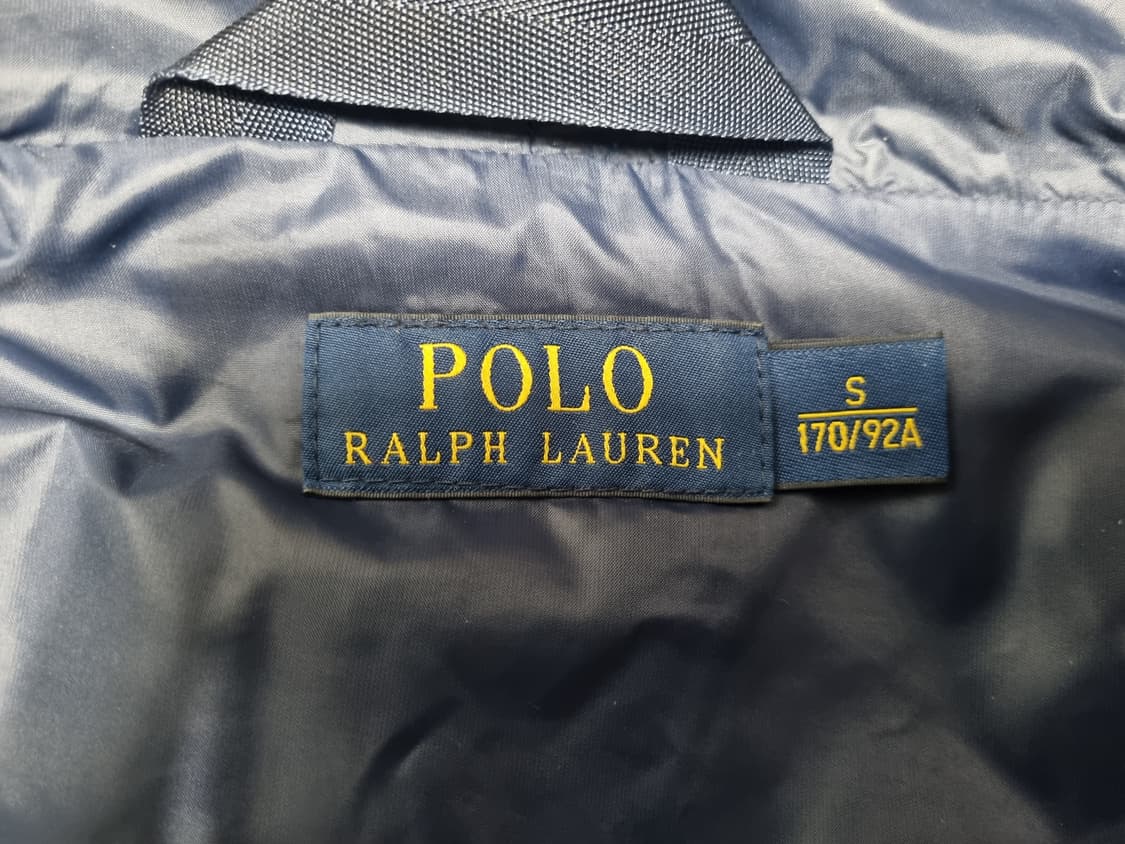 POLO
RALPH LAUREN
S
170/92A